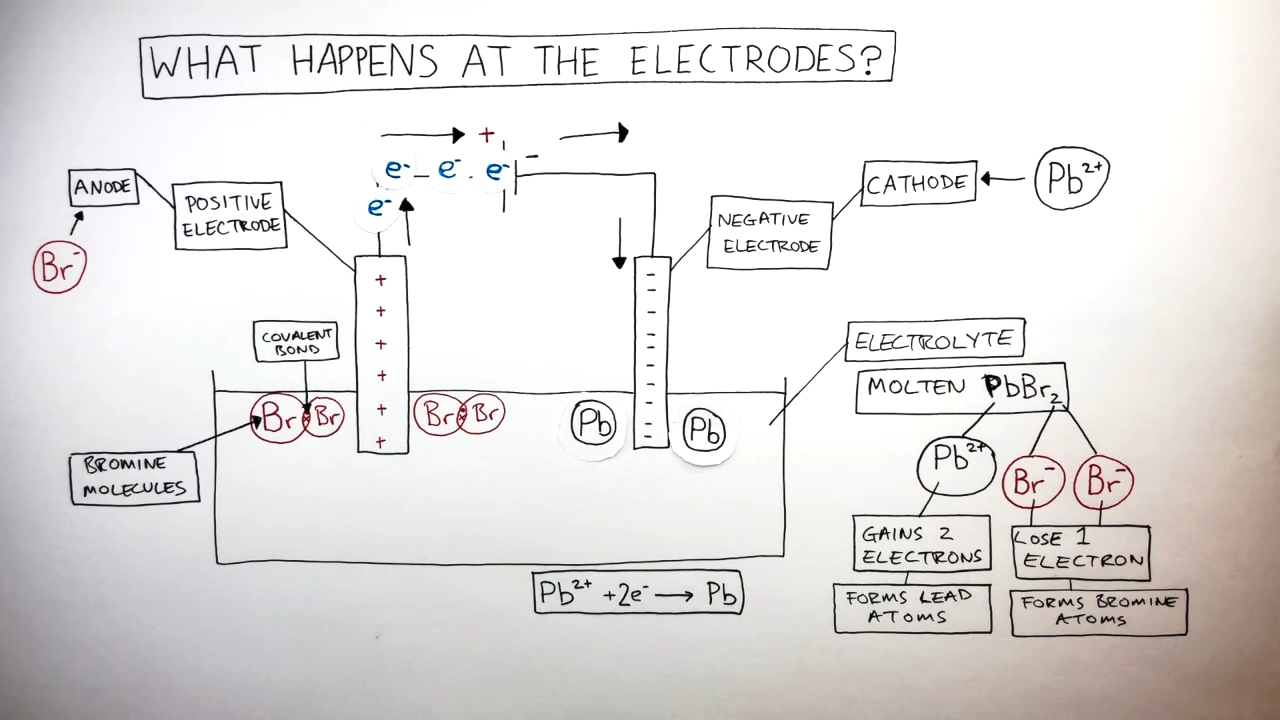 WHAT HAPPENS AT THE ELECTRODES?
+
-
e⁻ e⁻ e⁻
e⁻
ANODE
POSITIVE
ELECTRODE
Br⁻
NEGATIVE
ELECTRODE
CATHODE
Pb²⁺
+
+
+
+
+
+
-
-
-
-
-
-
-
-
-
COVALENT
BOND
Br Br
Br Br
Pb
Pb
BROMINE
MOLECULES
ELECTROLYTE
MOLTEN PbBr₂
Pb²⁺
Br⁻
Br⁻
GAINS 2
ELECTRONS
LOSE 1
ELECTRON
FORMS LEAD
ATOMS
FORMS BROMINE
ATOMS
Pb²⁺ + 2e⁻ → Pb